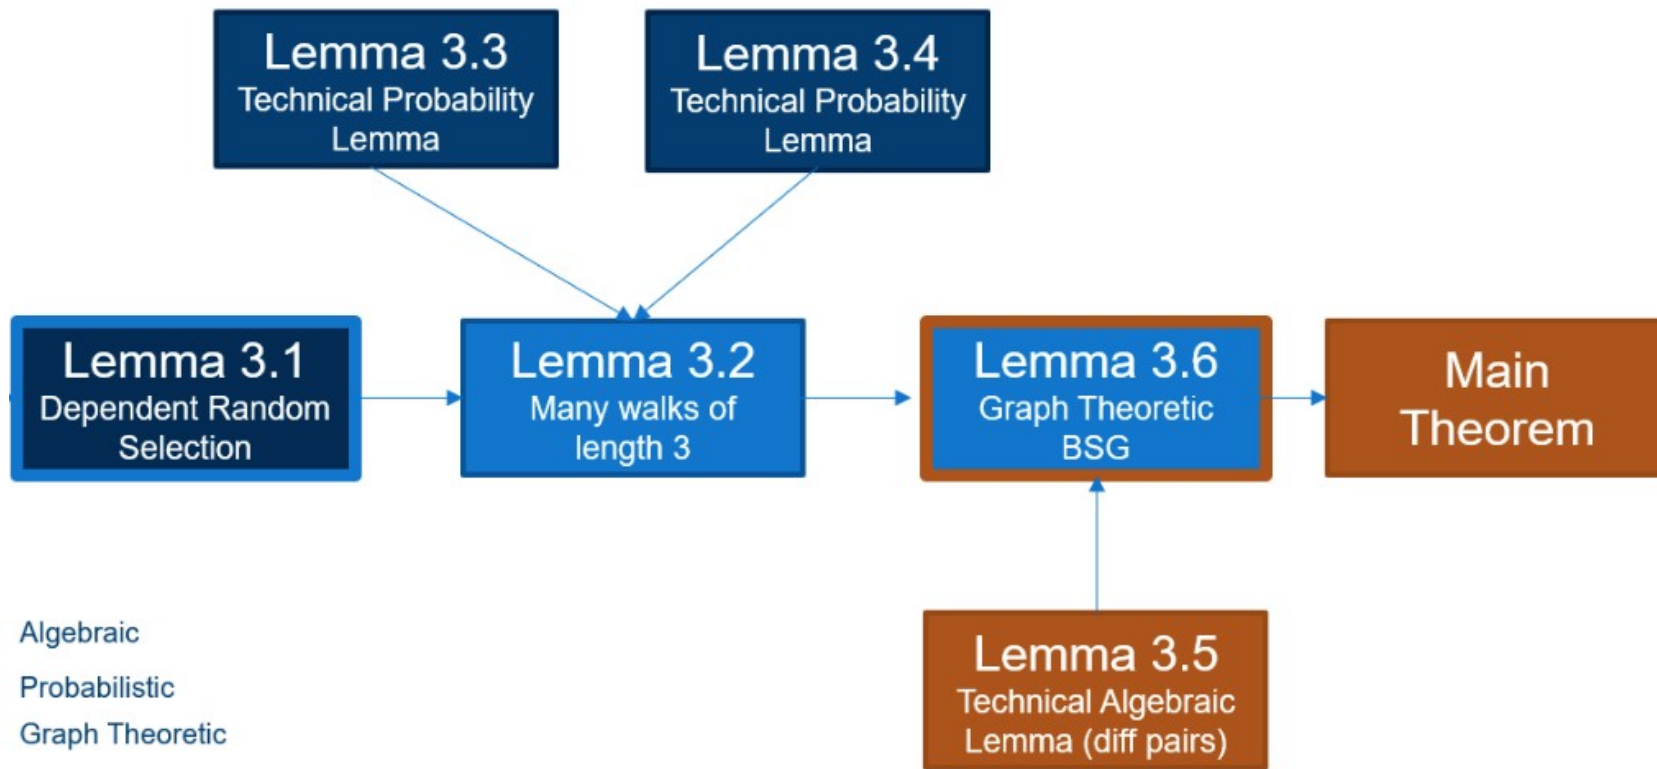 Lemma 3.3
Technical Probability
Lemma
Lemma 3.4
Technical Probability
Lemma
Lemma 3.1
Dependent Random
Selection
Lemma 3.2
Many walks of
length 3
Lemma 3.6
Graph Theoretic
BSG
Main
Theorem
Lemma 3.5
Technical Algebraic
Lemma (diff pairs)
Algebraic
Probabilistic
Graph Theoretic